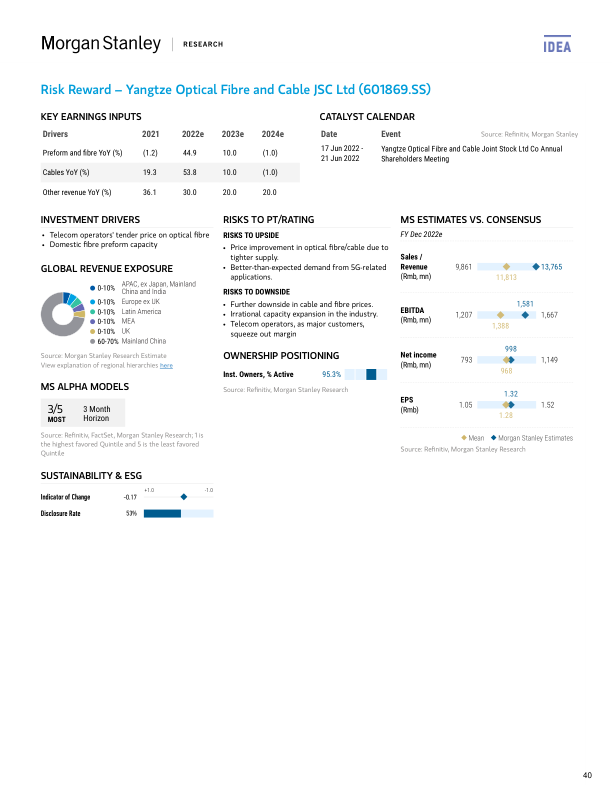 Morgan Stanley | RESEARCH
IDEA
Risk Reward – Yangtze Optical Fibre and Cable JSC Ltd (601869.SS)
KEY EARNINGS INPUTS
Drivers 2021 2022e 2023e 2024e
Preform and fibre YoY (%) (1.2) 44.9 10.0 (1.0)
Cables YoY (%) 19.3 53.8 10.0 (1.0)
Other revenue YoY (%) 36.1 30.0 20.0 20.0
CATALYST CALENDAR
Date Event Source: Refinitiv, Morgan Stanley
17 Jun 2022 - Yangtze Optical Fibre and Cable Joint Stock Ltd Co Annual
21 Jun 2022 Shareholders Meeting
INVESTMENT DRIVERS
• Telecom operators' tender price on optical fibre
• Domestic fibre preform capacity
GLOBAL REVENUE EXPOSURE
0-10% APAC, ex Japan, Mainland
China and India
0-10% Europe ex UK
0-10% Latin America
0-10% MEA
0-10% UK
60-70% Mainland China
Source: Morgan Stanley Research Estimate
View explanation of regional hierarchies here
MS ALPHA MODELS
3/5
MOST
3 Month
Horizon
Source: Refinitiv, FactSet, Morgan Stanley Research; 1 is
the highest favored Quintile and 5 is the least favored
Quintile
SUSTAINABILITY & ESG
+1.0 -1.0
Indicator of Change -0.17
Disclosure Rate 53%
RISKS TO PT/RATING
RISKS TO UPSIDE
• Price improvement in optical fibre/cable due to
tighter supply.
• Better-than-expected demand from 5G-related
applications.
RISKS TO DOWNSIDE
• Further downside in cable and fibre prices.
• Irrational capacity expansion in the industry.
• Telecom operators, as major customers,
squeeze out margin
OWNERSHIP POSITIONING
Inst. Owners, % Active 95.3%
Source: Refinitiv, Morgan Stanley Research
MS ESTIMATES VS. CONSENSUS
FY Dec 2022e
Sales /
Revenue
(Rmb, mn)
9,861 13,765
11,813
EBITDA
(Rmb, mn)
1,581
1,207 1,667
1,388
Net income
(Rmb, mn)
998
793 1,149
968
EPS
(Rmb)
1.32
1.05 1.52
1.28
Mean Morgan Stanley Estimates
Source: Refinitiv, Morgan Stanley Research
40